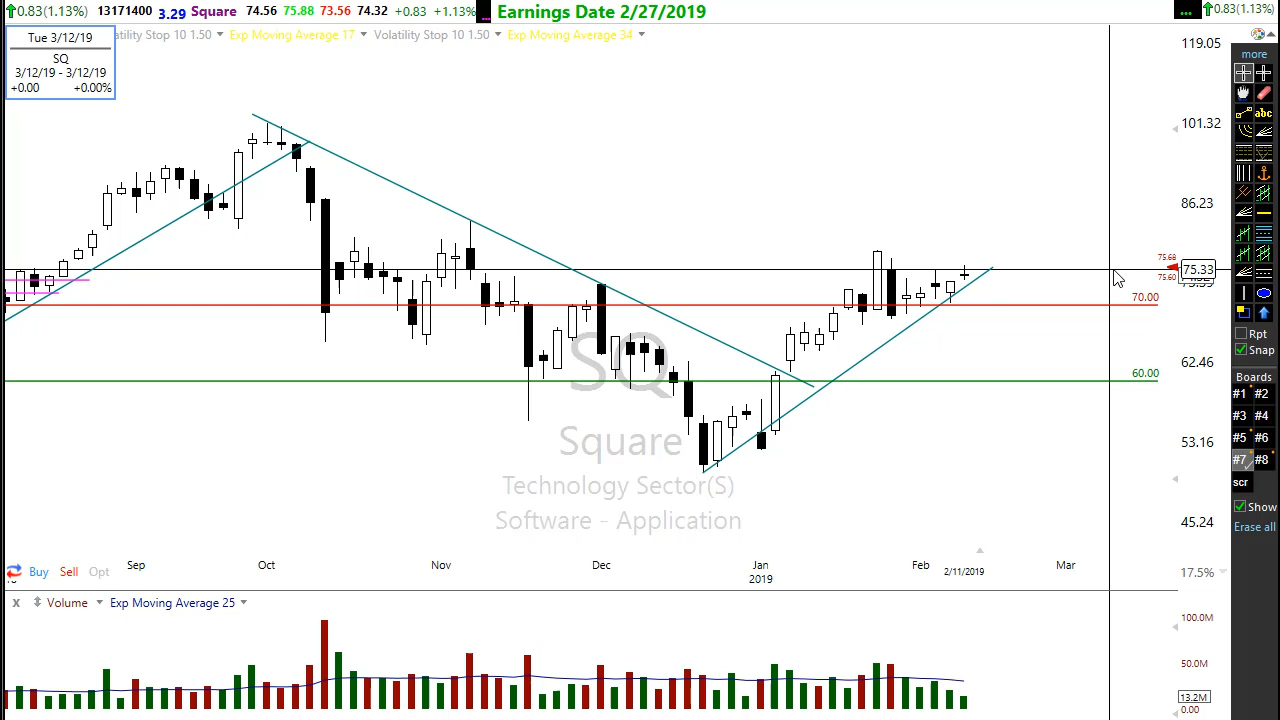 0.83(1.13%) 13171400 3.29 Square 74.56 75.88 73.56 74.32 +0.83 +1.13% ... Earnings Date 2/27/2019 ... 0.83(1.13%)
Tue 3/12/19
SQ
3/12/19 - 3/12/19
+0.00 +0.00%
atility Stop 10 1.50 Exp Moving Average 17 Volatility Stop 10 1.50 Exp Moving Average 34
119.05
101.32
86.23
75.68
75.33
75.60
70.00
62.46
60.00
53.16
45.24
17.5%
SQ
Square
Technology Sector(S)
Software - Application
Sep Oct Nov Dec Jan Feb Mar
2019 2/11/2019
Buy Sell Opt
X Volume Exp Moving Average 25
100.0M
50.0M
13.2M
0.00
more
abc
Rpt
Snap
Boards
#1 #2
#3 #4
#5 #6
#7 #8
scr
Show
Erase all